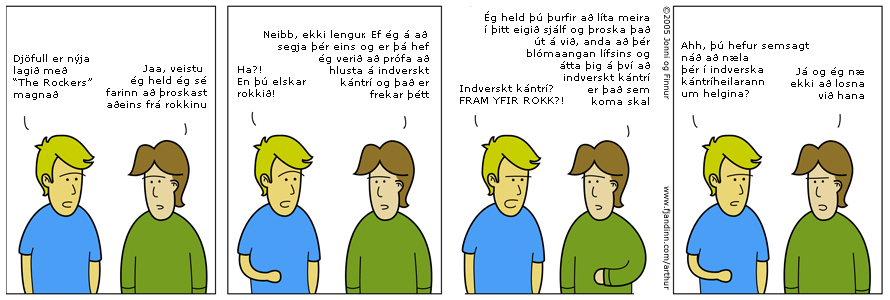 Djöfull er nýja
lagið með
“The Rockers”
magnað
Jaa, veistu
ég held ég sé
farinn að þroskast
aðeins frá rokkinu
Neibb, ekki lengur. Ef ég á að
segja þér eins og er þá hef
ég verið að prófa að
hlusta á indverskt
kántrí og það er
frekar þétt
Ha?!
En þú elskar
rokkið!
Ég held þú þurfir að líta meira
í þitt eigið sjálf og þroska það
út á við, anda að þér
blómaangan lífsins og
átta þig á því að
indverskt kántrí
er það sem
koma skal
Indverskt kántrí?
FRAM YFIR ROKK?!
©2005 Jonni og Finnur
www.fjandinn.com/arthur
Ahh, þú hefur semsagt
náð að næla
þér í indverska
kántríheilarann
um helgina?
Já og ég næ
ekki að losna
við hana